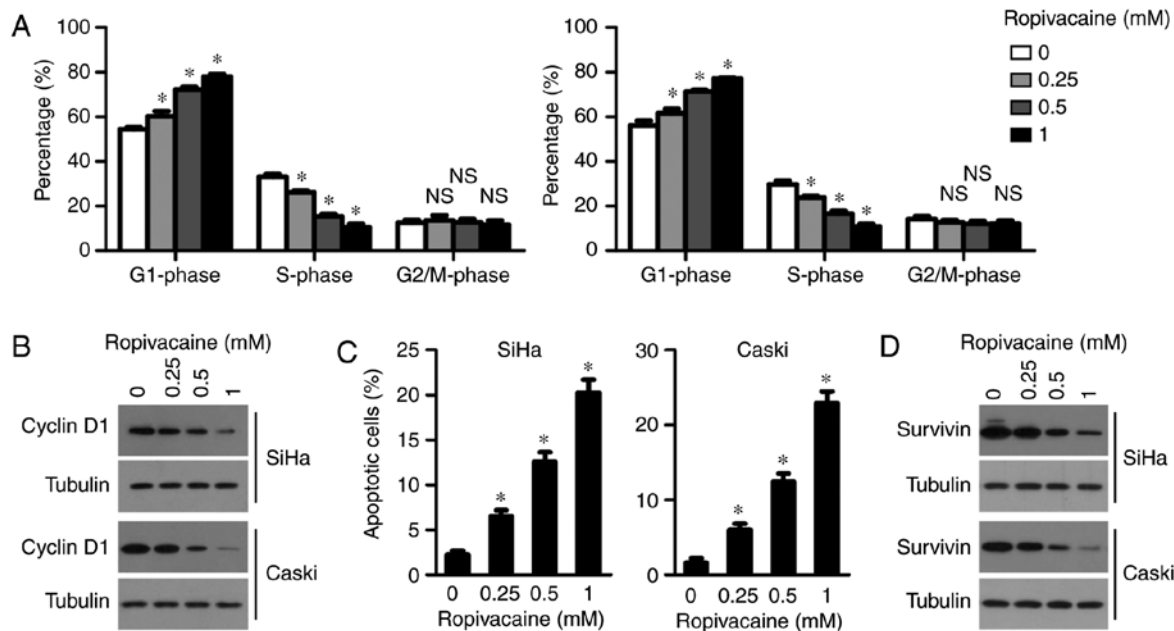 A
Percentage (%)
100
80
60
40
20
0
* * *
* * *
NS NS NS
G1-phase S-phase G2/M-phase
Percentage (%)
100
80
60
40
20
0
* * *
* * *
NS NS NS
G1-phase S-phase G2/M-phase
Ropivacaine (mM)
0
0.25
0.5
1
B
Ropivacaine (mM)
0 0.25 0.5 1
Cyclin D1
Tubulin
SiHa
Cyclin D1
Tubulin
Caski
C
SiHa
Apoptotic cells (%)
25
20
15
10
5
0
* * *
0 0.25 0.5 1
Ropivacaine (mM)
Caski
30
20
10
0
* * *
0 0.25 0.5 1
Ropivacaine (mM)
D
Ropivacaine (mM)
0 0.25 0.5 1
Survivin
Tubulin
SiHa
Survivin
Tubulin
Caski